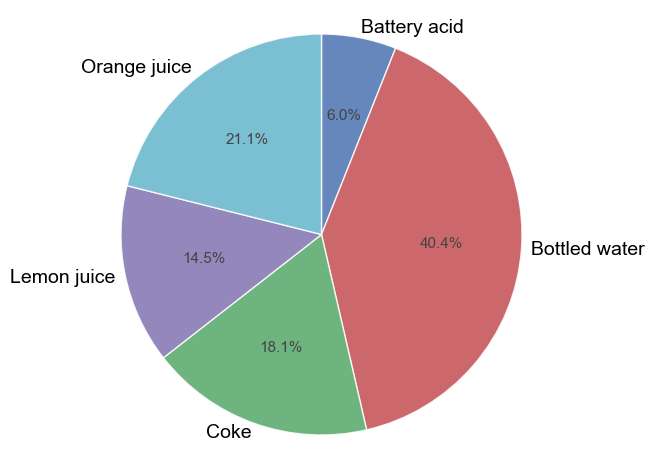 Battery acid
Orange juice
6.0%
21.1%
40.4%
Bottled water
14.5%
Lemon juice
18.1%
Coke